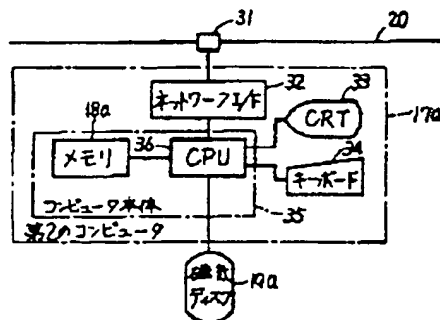 31
20
32
ネットワークI/F
33
CRT
17a
18a
メモリ
36
CPU
34
キーボード
コンピュータ本体
35
第2のコンピュータ
磁気
ディスク
19a